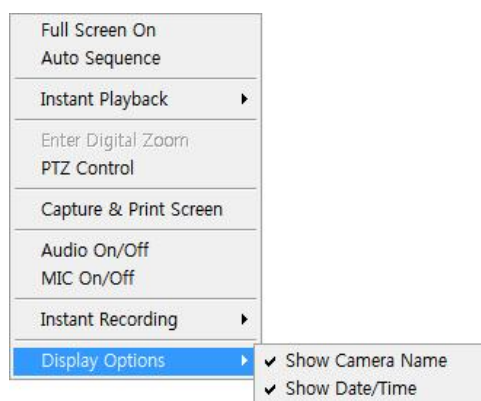 Full Screen On
Auto Sequence
Instant Playback
Enter Digital Zoom
PTZ Control
Capture & Print Screen
Audio On/Off
MIC On/Off
Instant Recording
Display Options
Show Camera Name
Show Date/Time